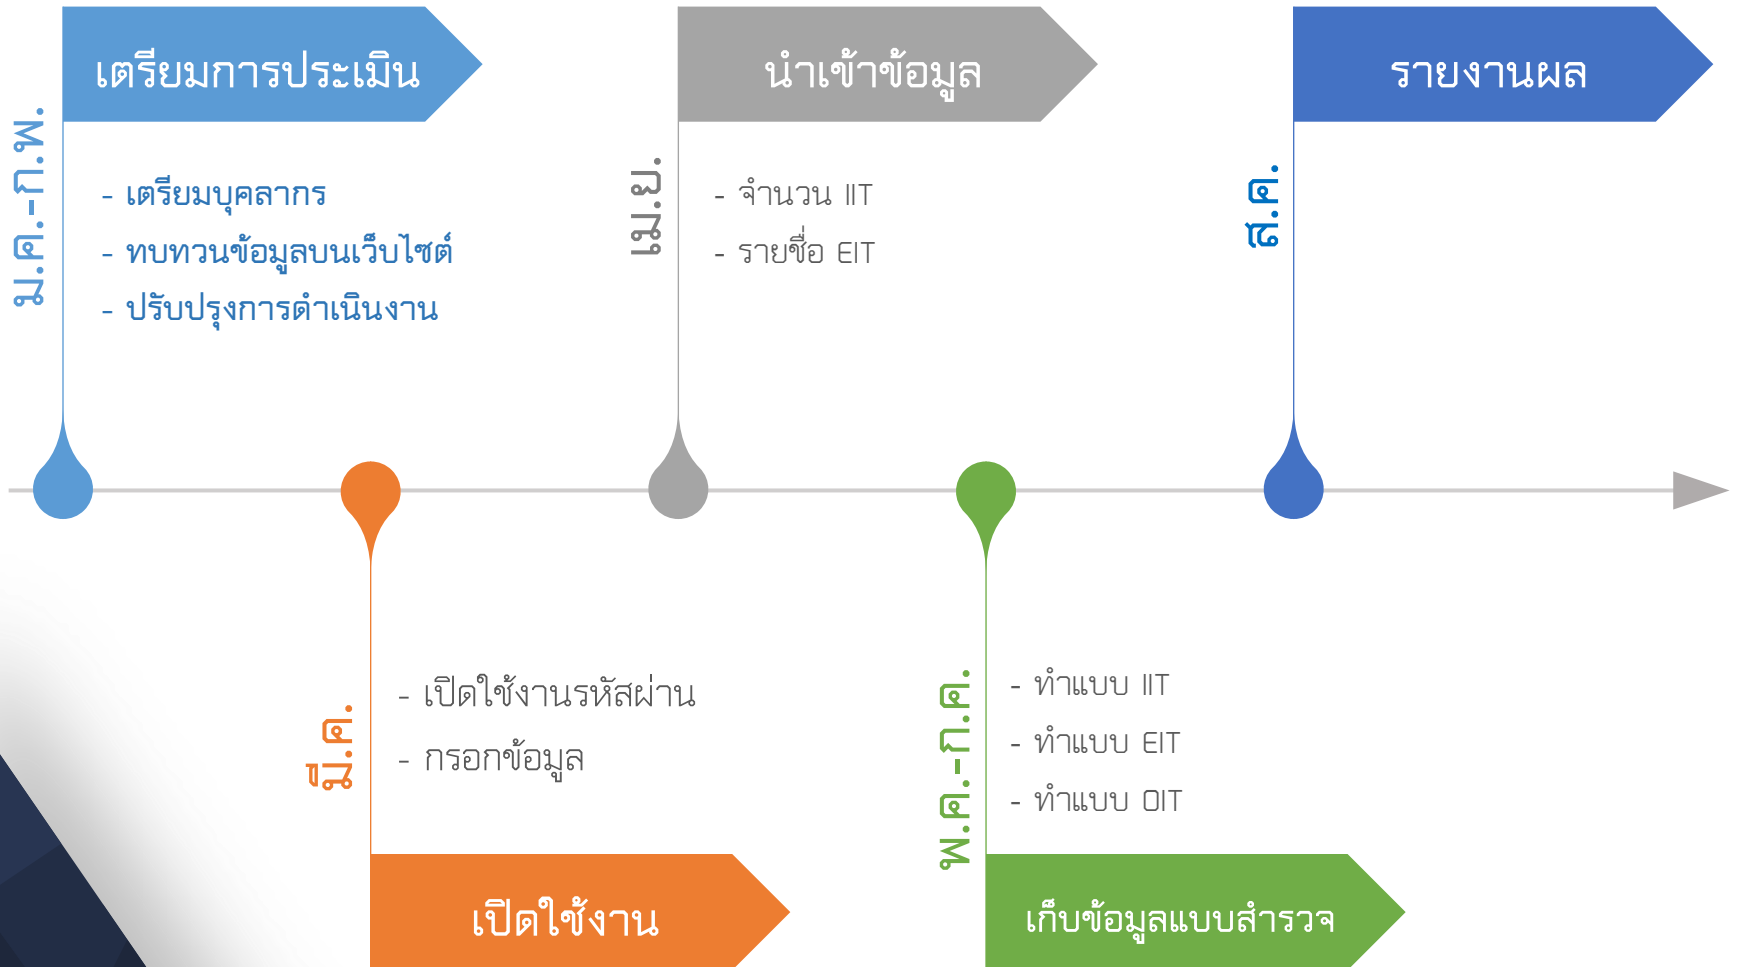 ม.ค.-ก.พ.
เตรียมการประเมิน
- เตรียมบุคลากร
- ทบทวนข้อมูลบนเว็บไซต์
- ปรับปรุงการดำเนินงาน
มี.ค.
- เปิดใช้งานรหัสผ่าน
- กรอกข้อมูล
เปิดใช้งาน
เม.ย.
นำเข้าข้อมูล
- จำนวน IIT
- รายชื่อ EIT
พ.ค.-ก.ค.
- ทำแบบ IIT
- ทำแบบ EIT
- ทำแบบ OIT
เก็บข้อมูลแบบสำรวจ
ส.ค.
รายงานผล